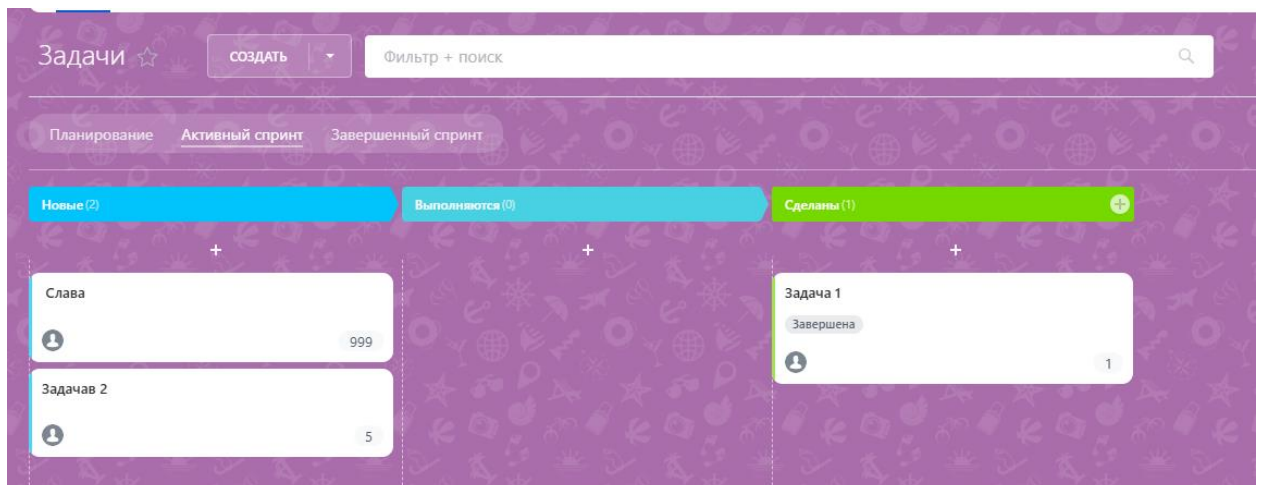 Задачи СОЗДАТЬ Фильтр + поиск
Планирование Активный спринт Завершенный спринт
Новые (2) Выполняются (0) Сделаны (1)
+ + +
Слава
999
Задачав 2
5
Задача 1
Завершена
1